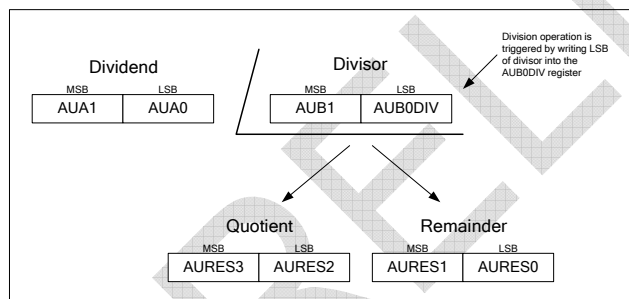 Division operation is
triggered by writing LSB
of divisor into the
AUB0DIV register
Dividend
Divisor
MSB LSB
MSB LSB
AUA1 AUA0
AUB1 AUB0DIV
Quotient
Remainder
MSB LSB
MSB LSB
AURES3 AURES2
AURES1 AURES0